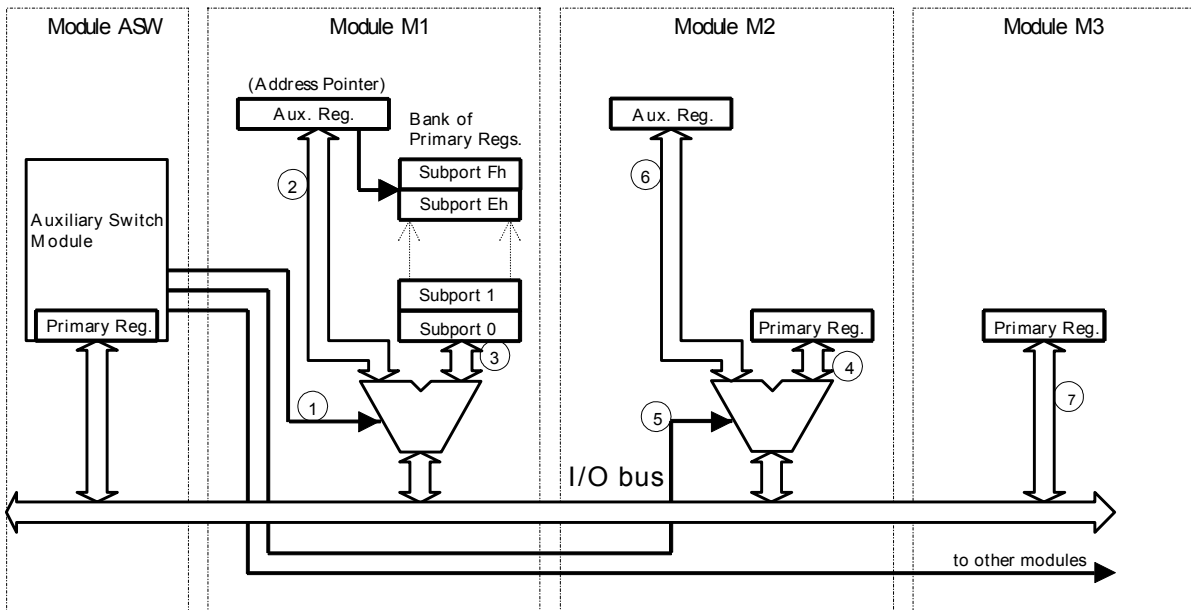 Module ASW
Module M1
Module M2
Module M3
(Address Pointer)
Aux. Reg.
Bank of
Primary Regs.
Aux. Reg.
Subport Fh
Subport Eh
2
6
Auxiliary Switch
Module
Subport 1
Subport 0
Primary Reg.
Primary Reg.
Primary Reg.
3
4
1
5
7
I/O bus
to other modules